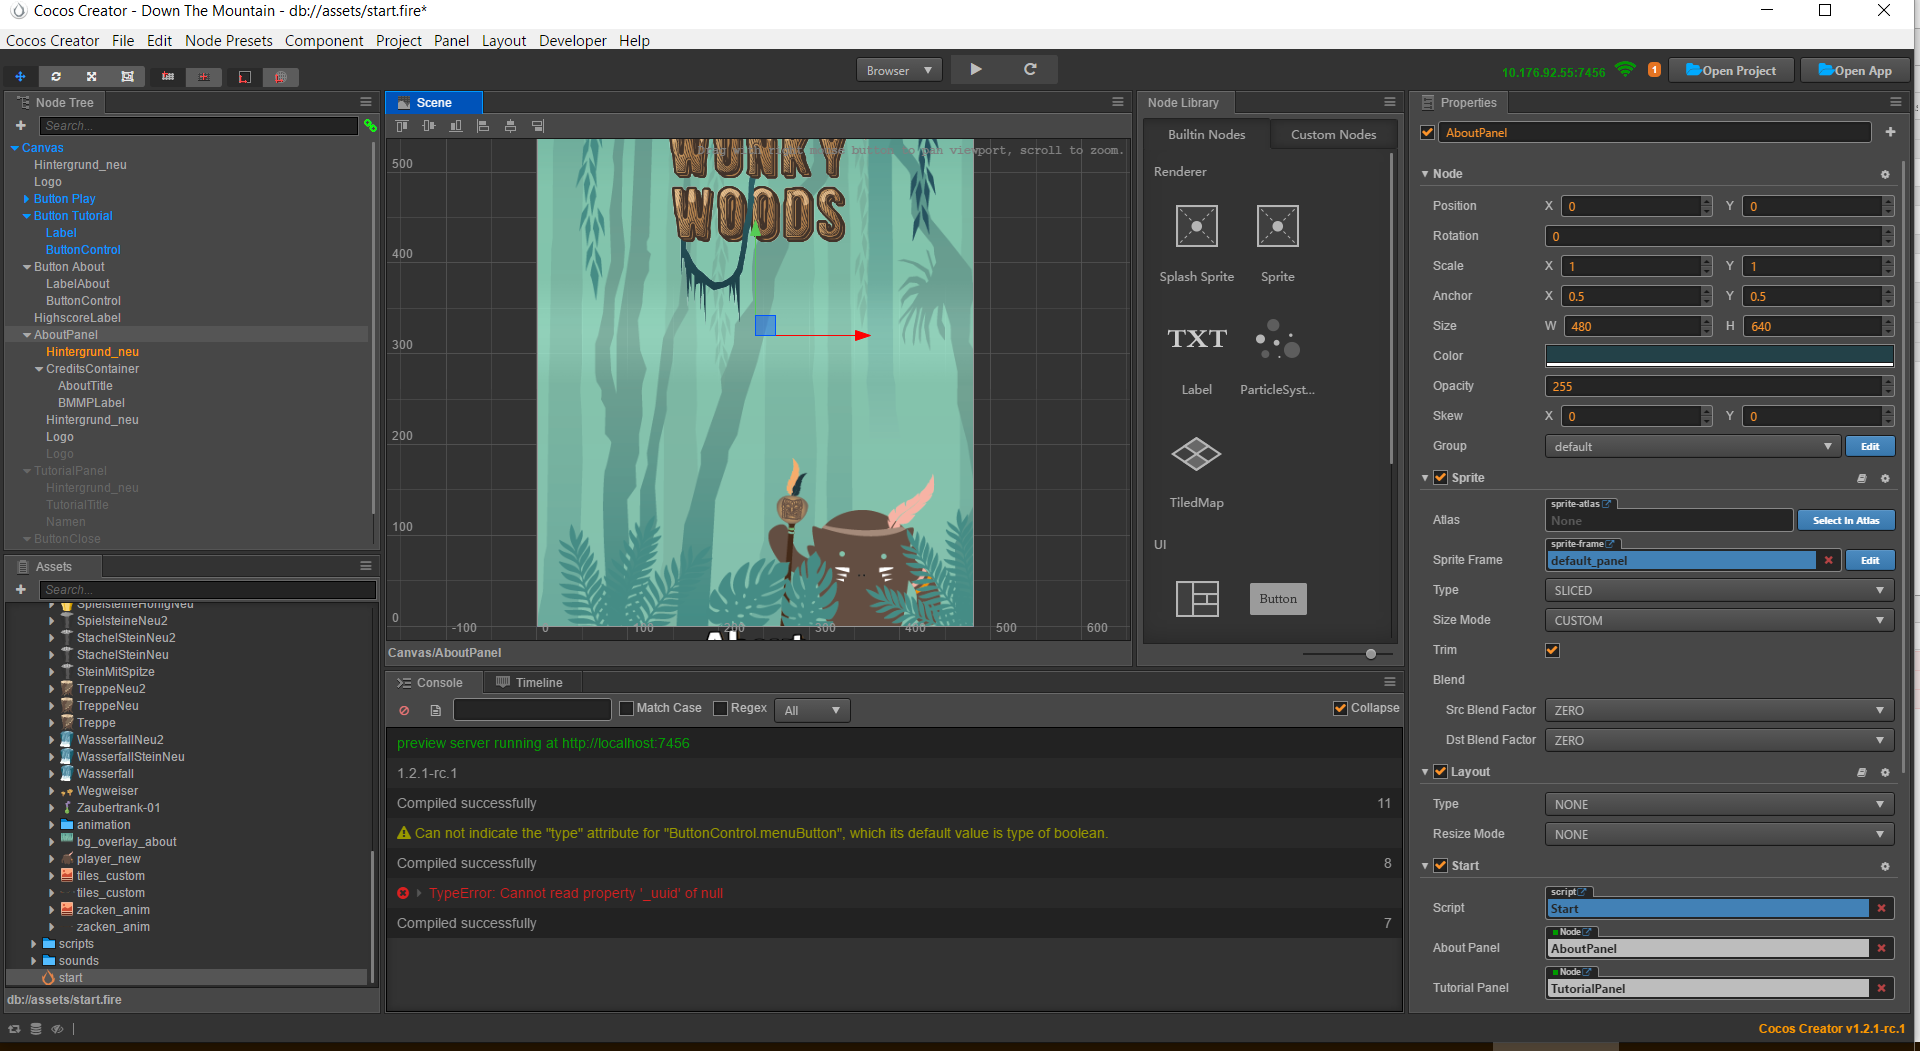 Cocos Creator - Down The Mountain - db://assets/start.fire*
Cocos Creator File Edit Node Presets Component Project Panel Layout Developer Help
Browser
10.176.92.55:7456
1
Open Project
Open App
Node Tree
Search...
Canvas
Hintergrund_neu
Logo
Button Play
Button Tutorial
Label
ButtonControl
Button About
LabelAbout
ButtonControl
HighscoreLabel
AboutPanel
Hintergrund_neu
CreditsContainer
AboutTitle
BMMPLabel
Hintergrund_neu
Logo
Logo
TutorialPanel
Hintergrund_neu
TutorialTitle
Namen
ButtonClose
Assets
Search...
SpielsteineHonigNeu
SpielsteineNeu2
StachelSteinNeu2
StachelSteinNeu
SteinMitSpitze
TreppeNeu2
TreppeNeu
Treppe
WasserfallNeu2
WasserfallSteinNeu
Wasserfall
Wegweiser
Zaubertrank-01
animation
bg_overlay_about
player_new
tiles_custom
tiles_custom
zacken_anim
zacken_anim
scripts
sounds
start
db://assets/start.fire
Scene
mouse button to pan viewport, scroll to zoom.
WONKY
WOODS
500
400
300
200
100
0
-100 0 100 200 300 400 500 600
About
Canvas/AboutPanel
Node Library
Builtin Nodes
Custom Nodes
Renderer
Splash Sprite
Sprite
TXT
Label
ParticleSyst...
TiledMap
UI
Button
Console
Timeline
Match Case
Regex
All
Collapse
preview server running at http://localhost:7456
1.2.1-rc.1
Compiled successfully 11
Can not indicate the "type" attribute for "ButtonControl.menuButton", which its default value is type of boolean.
Compiled successfully 8
TypeError: Cannot read property '_uuid' of null
Compiled successfully 7
Properties
AboutPanel
Node
Position X 0 Y 0
Rotation 0
Scale X 1 Y 1
Anchor X 0.5 Y 0.5
Size W 480 H 640
Color
Opacity 255
Skew X 0 Y 0
Group default Edit
Sprite
sprite-atlas
Atlas None Select In Atlas
sprite-frame
Sprite Frame default_panel Edit
Type SLICED
Size Mode CUSTOM
Trim
Blend
Src Blend Factor ZERO
Dst Blend Factor ZERO
Layout
Type NONE
Resize Mode NONE
Start
script
Script Start
Node
About Panel AboutPanel
Node
Tutorial Panel TutorialPanel
Cocos Creator v1.2.1-rc.1